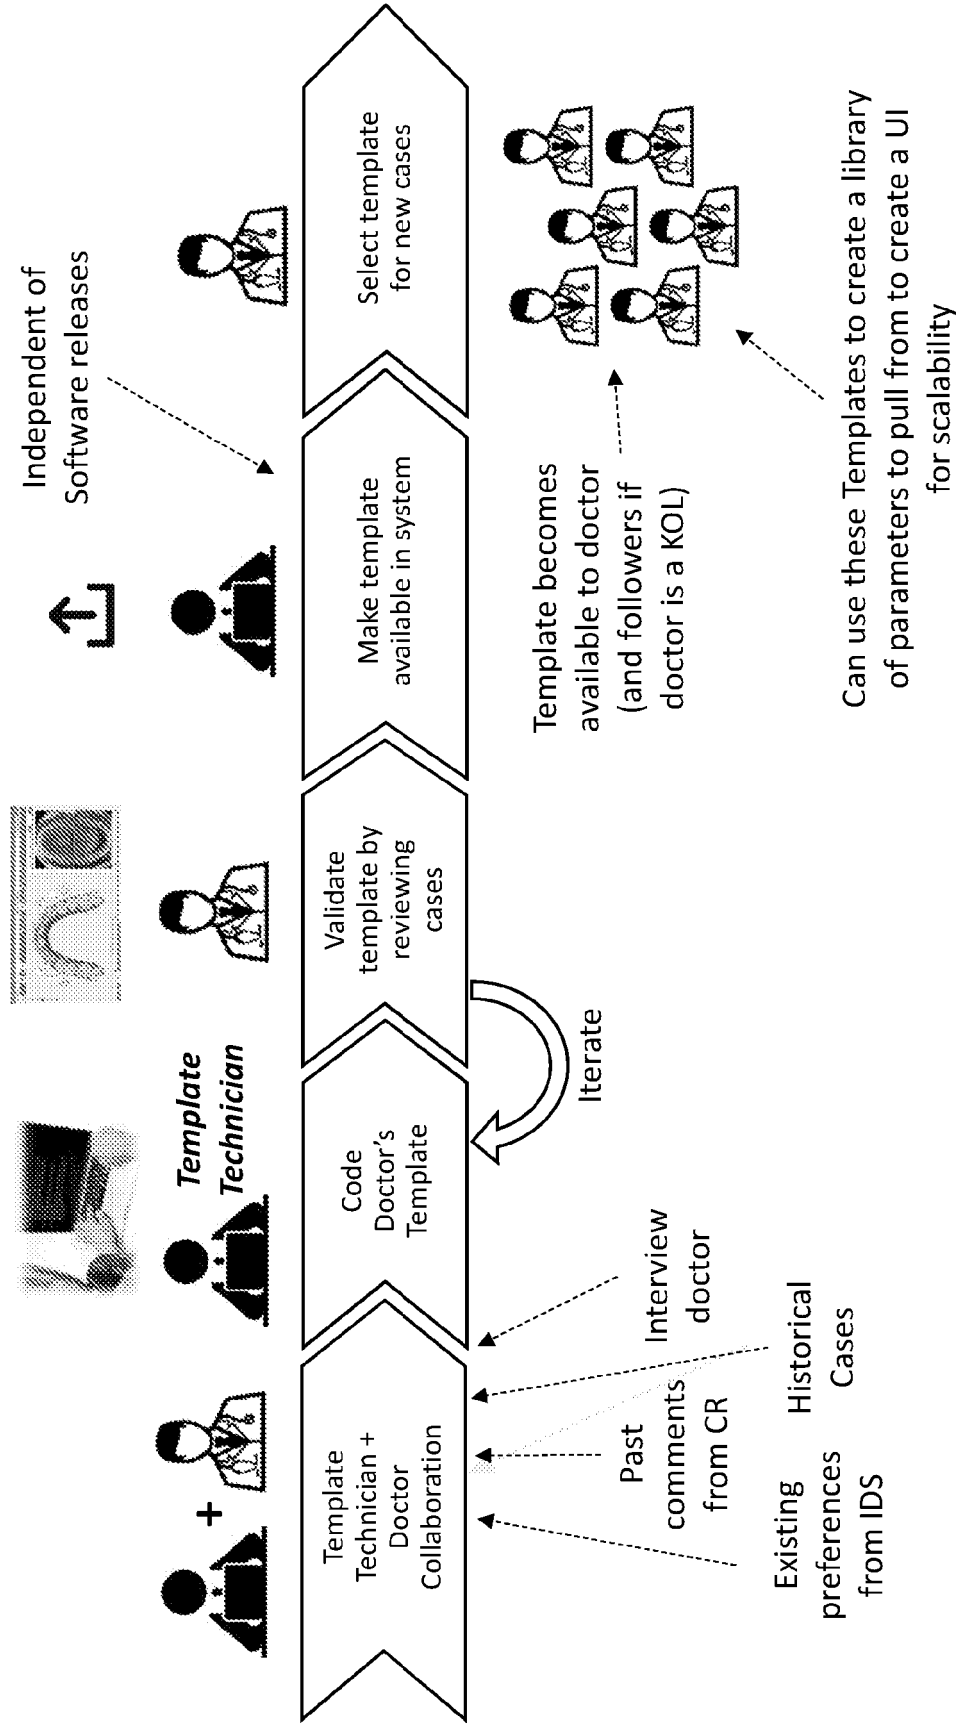 Independent of
Software releases
Template
Technician
+
Template
Technician +
Doctor
Collaboration
Code
Doctor's
Template
Validate
template by
reviewing
cases
Make template
available in system
Select template
for new cases
Iterate
Interview
doctor
Past
comments
from CR
Historical
Cases
Existing
preferences
from IDS
Template becomes
available to doctor
(and followers if
doctor is a KOL)
Can use these Templates to create a library
of parameters to pull from to create a UI
for scalability